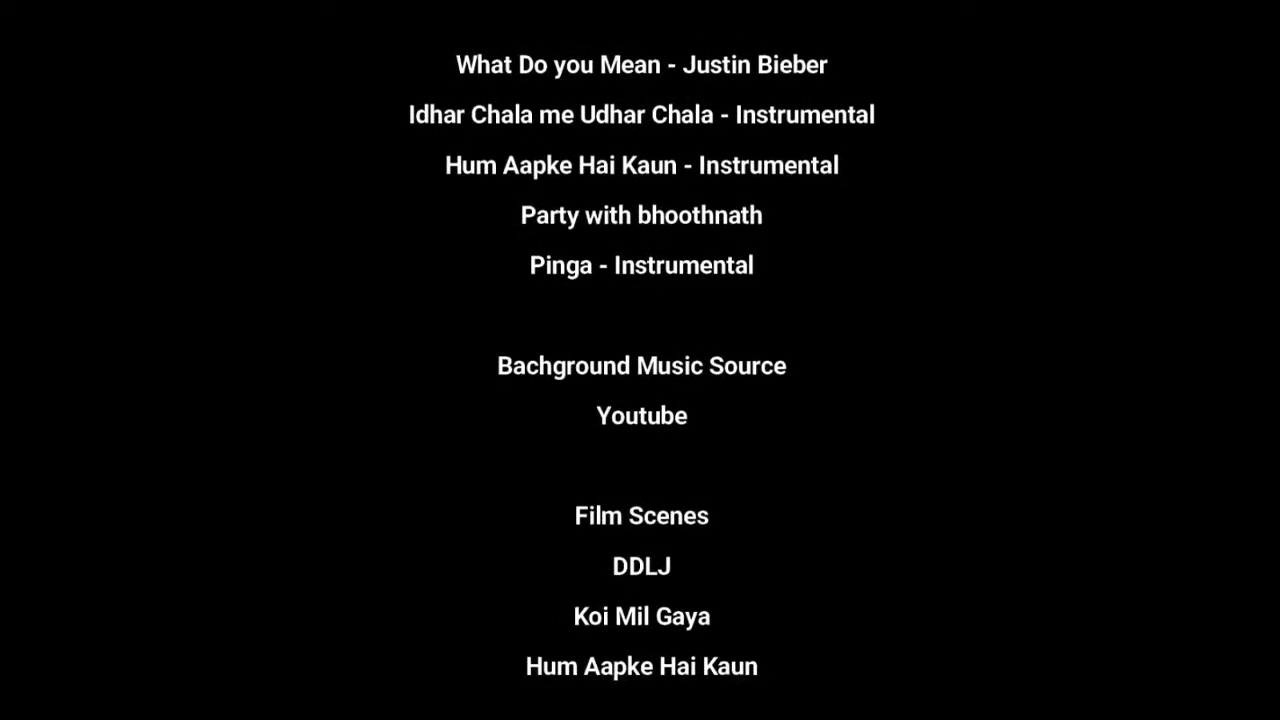 What Do you Mean - Justin Bieber
Idhar Chala me Udhar Chala - Instrumental
Hum Aapke Hai Kaun - Instrumental
Party with bhoothnath
Pinga - Instrumental
Bachground Music Source
Youtube
Film Scenes
DDLJ
Koi Mil Gaya
Hum Aapke Hai Kaun